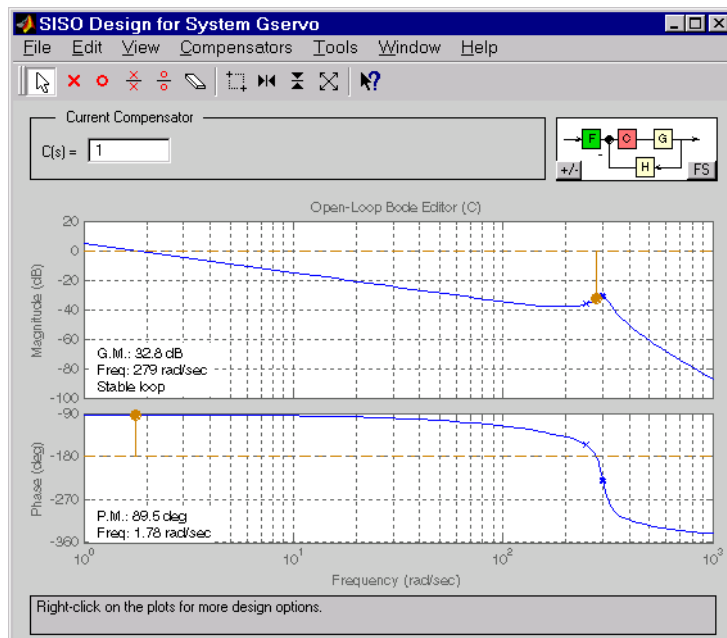 SISO Design for System Gservo
File Edit View Compensators Tools Window Help
Current Compensator
C(s) = 1
F C G
-
H
+/- FS
Open-Loop Bode Editor (C)
20
0
-20
-40
-60
-80
-100
Magnitude (dB)
G.M.: 32.8 dB
Freq: 279 rad/sec
Stable loop
-90
-180
-270
-360
Phase (deg)
P.M.: 89.5 deg
Freq: 1.78 rad/sec
10^0 10^1 10^2 10^3
Frequency (rad/sec)
Right-click on the plots for more design options.